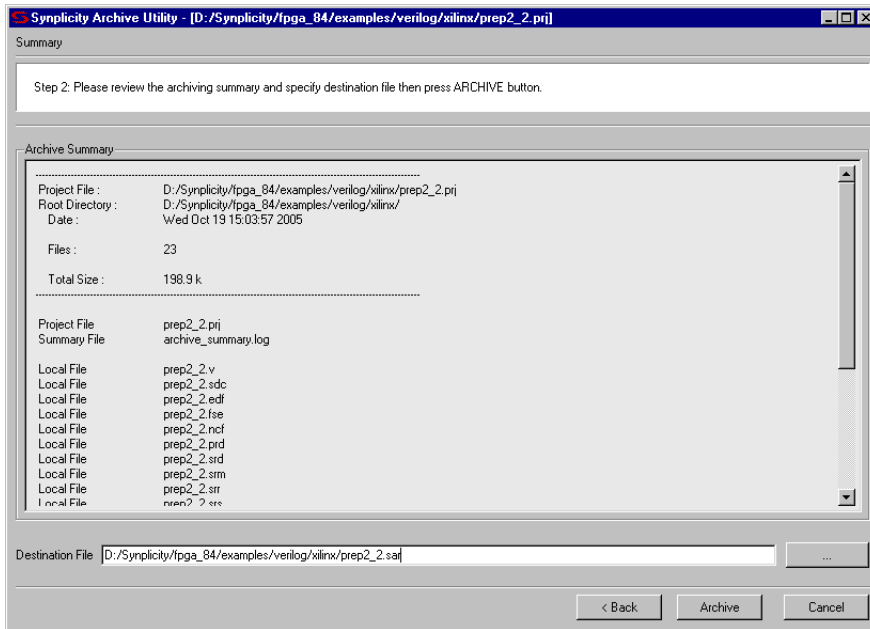 Synplicity Archive Utility - [D:/Synplicity/fpga_84/examples/verilog/xilinx/prep2_2.prj]
Summary
Step 2: Please review the archiving summary and specify destination file then press ARCHIVE button.
Archive Summary
Project File : D:/Synplicity/fpga_84/examples/verilog/xilinx/prep2_2.prj
Root Directory : D:/Synplicity/fpga_84/examples/verilog/xilinx/
Date : Wed Oct 19 15:03:57 2005
Files : 23
Total Size : 198.9 k
Project File prep2_2.prj
Summary File archive_summary.log
Local File prep2_2.v
Local File prep2_2.sdc
Local File prep2_2.edf
Local File prep2_2.fse
Local File prep2_2.ncf
Local File prep2_2.prd
Local File prep2_2.srd
Local File prep2_2.srm
Local File prep2_2.srr
Local File prep2_2.srs
Destination File D:/Synplicity/fpga_84/examples/verilog/xilinx/prep2_2.sar ...
< Back Archive Cancel